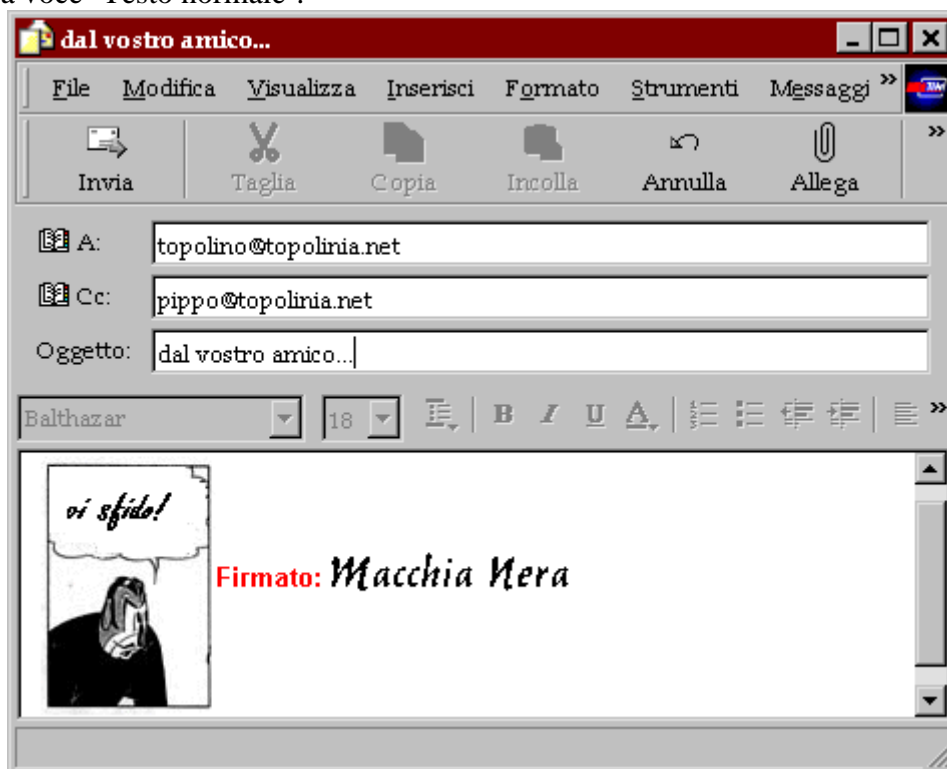 a voce "Testo normale".
dal vostro amico...
File Modifica Visualizza Inserisci Formato Strumenti Messaggi »
Invia Taglia Copia Incolla Annulla Allega »
A: topolino@topolinia.net
Cc: pippo@topolinia.net
Oggetto: dal vostro amico...
Balthazar 18 B I U A »
vi sfido!
Firmato: Macchia Nera